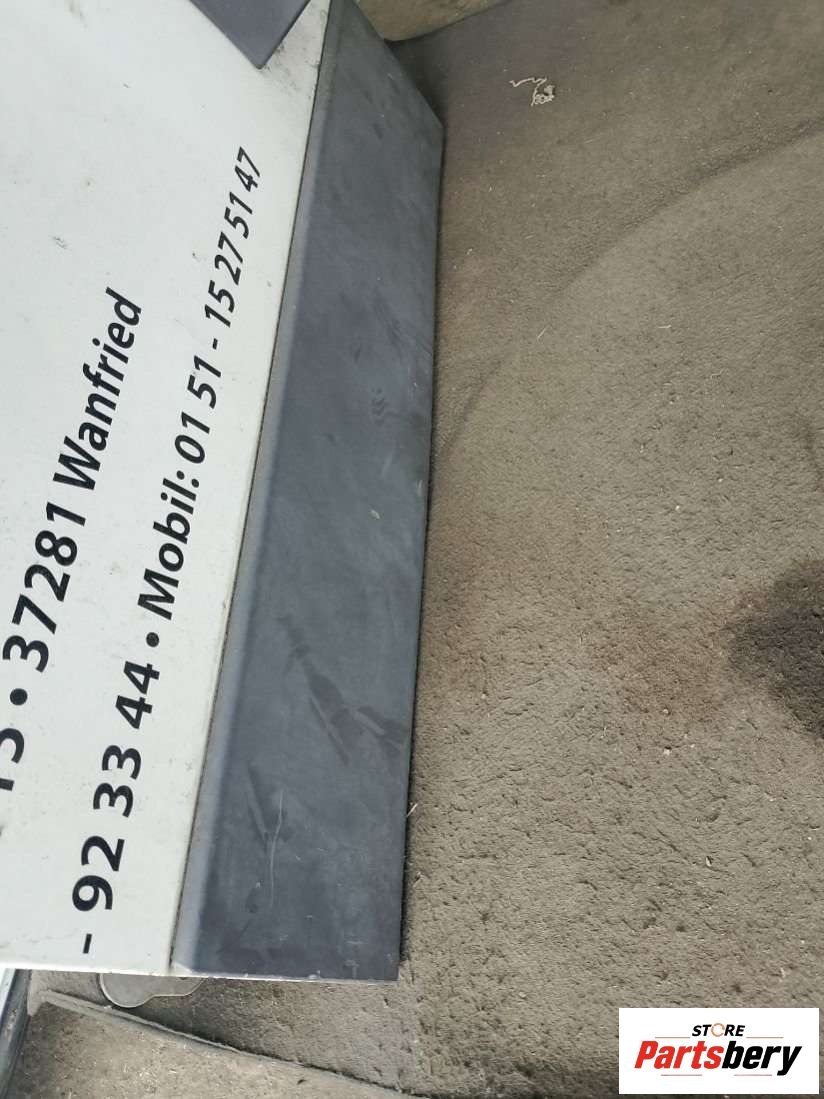 • 37281 Wanfried
- 92 33 44 • Mobil: 01 51 - 15 27 51 47
STORE
Partsbery